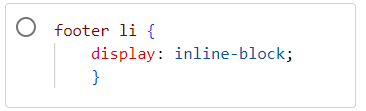 footer li {
    display: inline-block;
    }